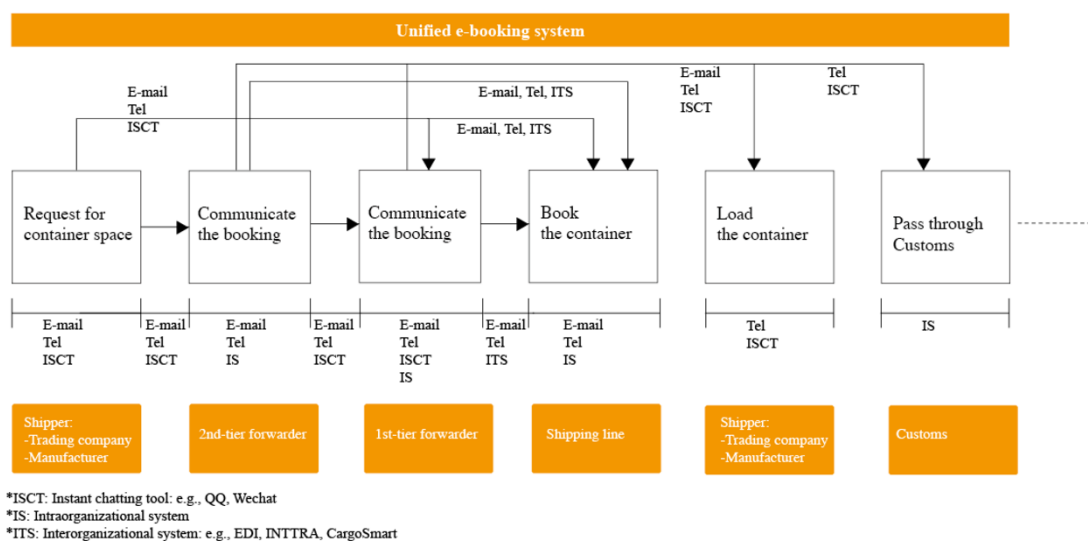 Unified e-booking system
E-mail
Tel
ISCT
E-mail, Tel, ITS
E-mail, Tel, ITS
E-mail
Tel
ISCT
Tel
ISCT
Request for
container space
Communicate
the booking
Communicate
the booking
Book
the container
Load
the container
Pass through
Customs
E-mail
Tel
ISCT
E-mail
Tel
ISCT
E-mail
Tel
IS
E-mail
Tel
ISCT
E-mail
Tel
ISCT
IS
E-mail
Tel
ITS
E-mail
Tel
IS
Tel
ISCT
IS
Shipper:
-Trading company
-Manufacturer
2nd-tier forwarder
1st-tier forwarder
Shipping line
Shipper:
-Trading company
-Manufacturer
Customs
*ISCT: Instant chatting tool: e.g., QQ, Wechat
*IS: Intraorganizational system
*ITS: Interorganizational system: e.g., EDI, INTTRA, CargoSmart